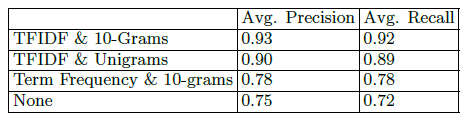 Avg. Precision Avg. Recall
TFIDF & 10-Grams 0.93 0.92
TFIDF & Unigrams 0.90 0.89
Term Frequency & 10-grams 0.78 0.78
None 0.75 0.72